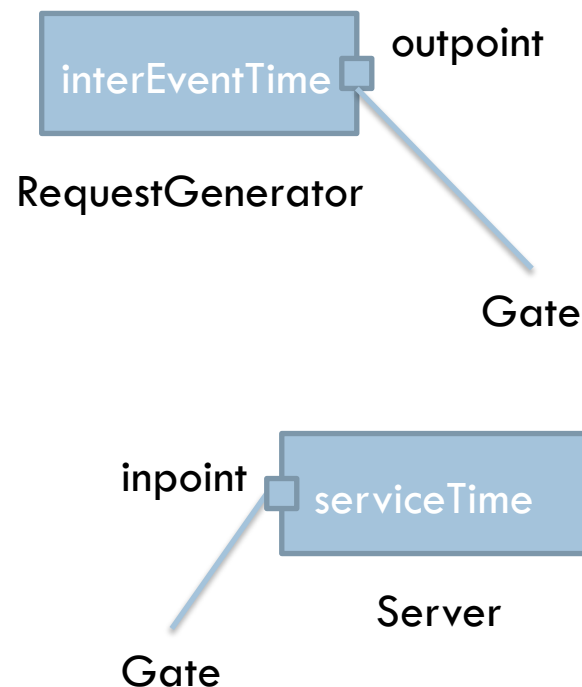 outpoint
interEventTime
RequestGenerator
Gate
inpoint
serviceTime
Server
Gate